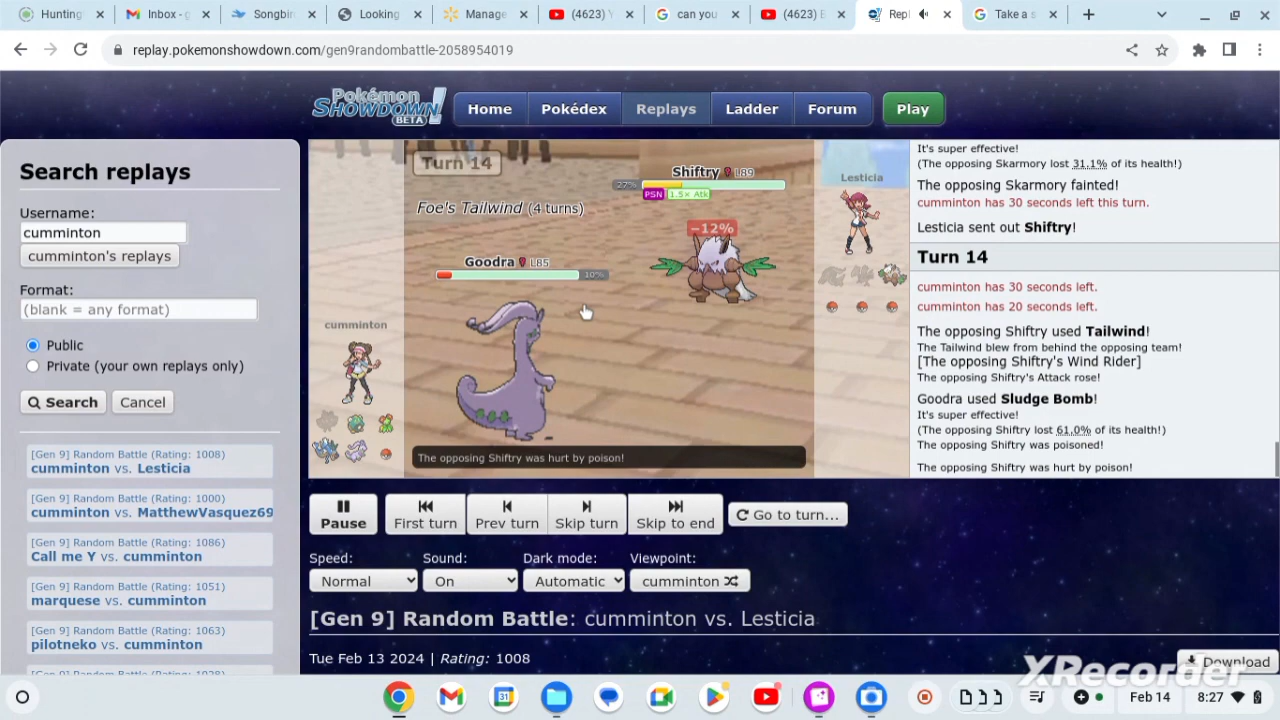 Hunting
Inbox - g
Songbir
Looking
Manage
(4623) Y
can you
(4623) E
Repl
Take a s
replay.pokemonshowdown.com/gen9randombattle-2058954019
Pokémon
SHOWDOWN!
BETA
Home
Pokédex
Replays
Ladder
Forum
Play
Search replays
Username:
cumminton
cumminton's replays
Format:
(blank = any format)
Public
Private (your own replays only)
Search
Cancel
[Gen 9] Random Battle (Rating: 1008)
cumminton vs. Lesticia
[Gen 9] Random Battle (Rating: 1000)
cumminton vs. MatthewVasquez69
[Gen 9] Random Battle (Rating: 1086)
Call me Y vs. cumminton
[Gen 9] Random Battle (Rating: 1051)
marquese vs. cumminton
[Gen 9] Random Battle (Rating: 1063)
pilotneko vs. cumminton
Turn 14
Shiftry L89
27%
PSN 1.5× Atk
Foe's Tailwind (4 turns)
−12%
Goodra L85
10%
cumminton
Lesticia
The opposing Shiftry was hurt by poison!
It's super effective!
(The opposing Skarmory lost 31.1% of its health!)
The opposing Skarmory fainted!
cumminton has 30 seconds left this turn.
Lesticia sent out Shiftry!
Turn 14
cumminton has 30 seconds left.
cumminton has 20 seconds left.
The opposing Shiftry used Tailwind!
The Tailwind blew from behind the opposing team!
[The opposing Shiftry's Wind Rider]
The opposing Shiftry's Attack rose!
Goodra used Sludge Bomb!
It's super effective!
(The opposing Shiftry lost 61.0% of its health!)
The opposing Shiftry was poisoned!
The opposing Shiftry was hurt by poison!
Pause
First turn
Prev turn
Skip turn
Skip to end
Go to turn...
Speed:
Normal
Sound:
On
Dark mode:
Automatic
Viewpoint:
cumminton
[Gen 9] Random Battle: cumminton vs. Lesticia
Tue Feb 13 2024 | Rating: 1008
Download
XRecorder
Feb 14
8:27